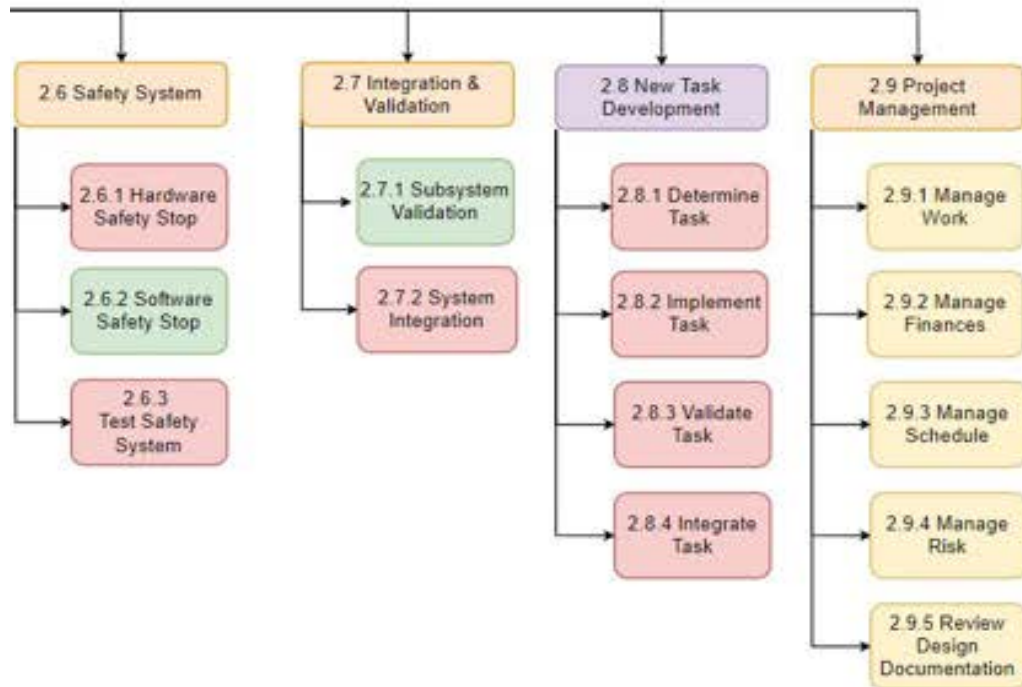 2.6 Safety System
2.7 Integration &
Validation
2.8 New Task
Development
2.9 Project
Management
2.6.1 Hardware
Safety Stop
2.6.2 Software
Safety Stop
2.6.3
Test Safety
System
2.7.1 Subsystem
Validation
2.7.2 System
Integration
2.8.1 Determine
Task
2.8.2 Implement
Task
2.8.3 Validate
Task
2.8.4 Integrate
Task
2.9.1 Manage
Work
2.9.2 Manage
Finances
2.9.3 Manage
Schedule
2.9.4 Manage
Risk
2.9.5 Review
Design
Documentation